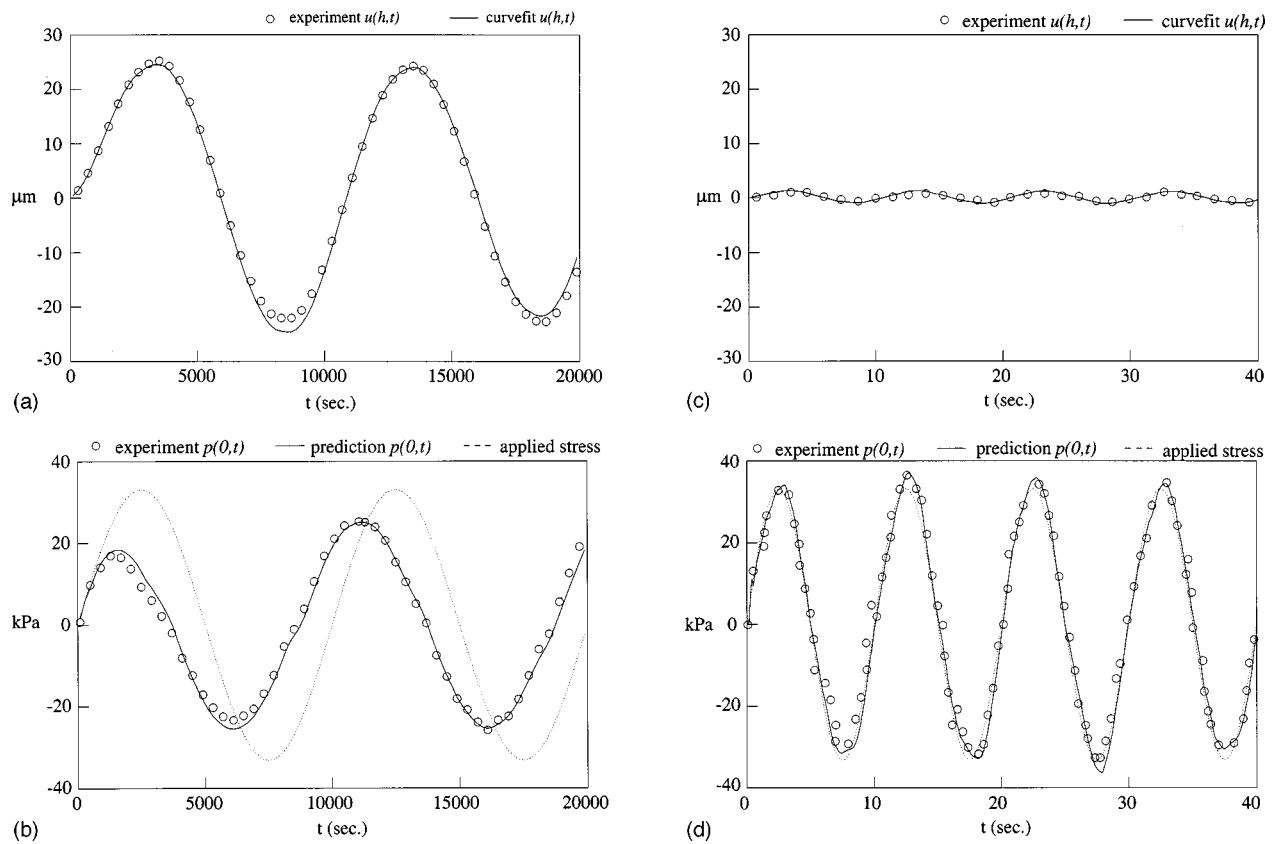 experiment u(h,t) curvefit u(h,t)
30
20
10
0
μm
-10
-20
-30
0 5000 10000 15000 20000
t (sec.)
(a)
experiment p(0,t) prediction p(0,t) applied stress
40
20
0
kPa
-20
-40
0 5000 10000 15000 20000
t (sec.)
(b)
experiment u(h,t) curvefit u(h,t)
30
20
10
0
μm
-10
-20
-30
0 10 20 30 40
t (sec.)
(c)
experiment p(0,t) prediction p(0,t) applied stress
40
20
0
kPa
-20
-40
0 10 20 30 40
t (sec.)
(d)